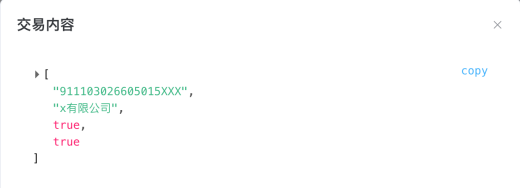 交易内容
copy
[
"911103026605015XXX",
"x有限公司",
true,
true
]